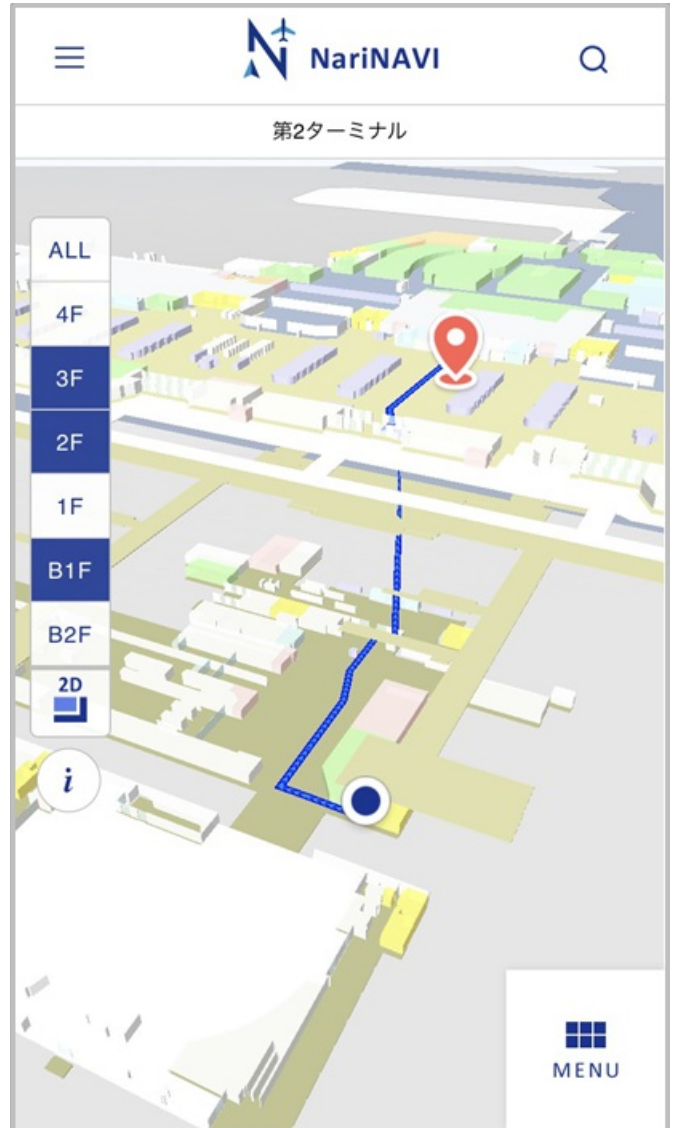 NariNAVI
第2ターミナル
ALL
4F
3F
2F
1F
B1F
B2F
2D
i
MENU